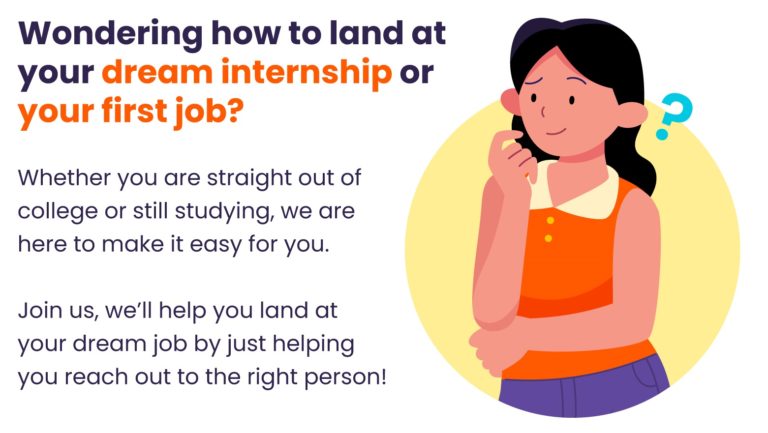 Wondering how to land at
your dream internship or
your first job?
Whether you are straight out of
college or still studying, we are
here to make it easy for you.
Join us, we’ll help you land at
your dream job by just helping
you reach out to the right person!
?